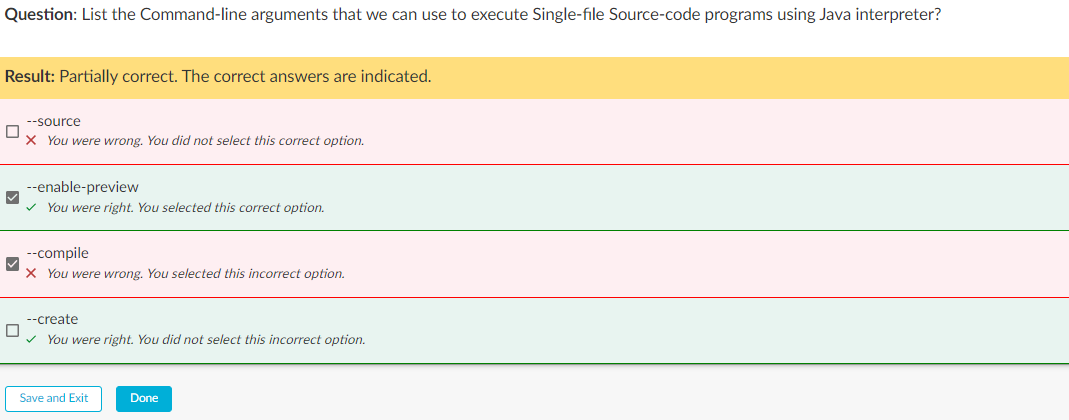 Question: List the Command-line arguments that we can use to execute Single-file Source-code programs using Java interpreter?
Result: Partially correct. The correct answers are indicated.
--source
You were wrong. You did not select this correct option.
--enable-preview
You were right. You selected this correct option.
--compile
You were wrong. You selected this incorrect option.
--create
You were right. You did not select this incorrect option.
Save and Exit Done